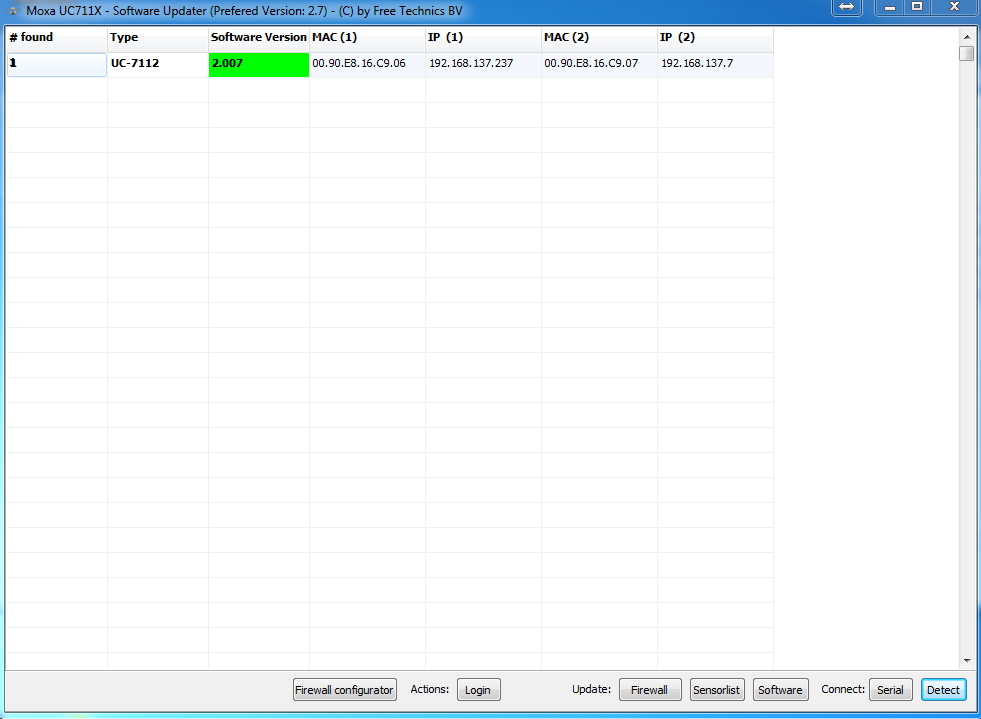 Moxa UC711X - Software Updater (Prefered Version: 2.7) - (C) by Free Technics BV
# found Type Software Version MAC (1) IP (1) MAC (2) IP (2)
1 UC-7112 2.007 00.90.E8.16.C9.06 192.168.137.237 00.90.E8.16.C9.07 192.168.137.7
Firewall configurator Actions: Login Update: Firewall Sensorlist Software Connect: Serial Detect